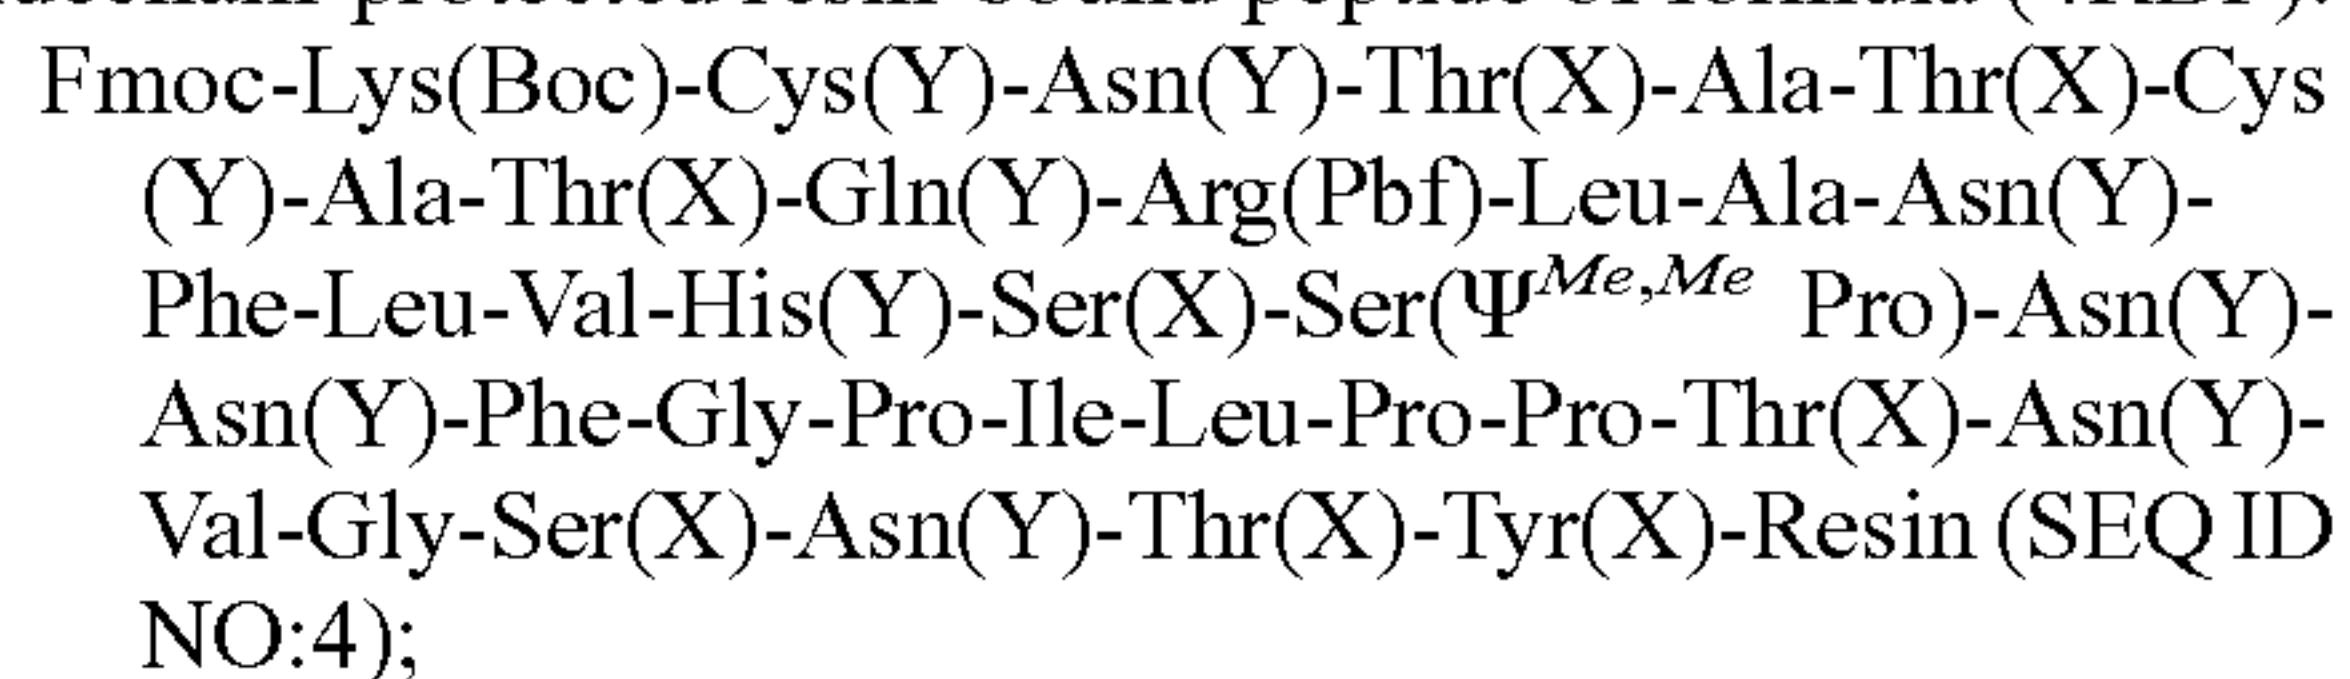 Fmoc-Lys(Boc)-Cys(Y)-Asn(Y)-Thr(X)-Ala-Thr(X)-Cys
(Y)-Ala-Thr(X)-Gln(Y)-Arg(Pbf)-Leu-Ala-Asn(Y)-
Phe-Leu-Val-His(Y)-Ser(X)-Ser(Ψ^Me,Me Pro)-Asn(Y)-
Asn(Y)-Phe-Gly-Pro-Ile-Leu-Pro-Pro-Thr(X)-Asn(Y)-
Val-Gly-Ser(X)-Asn(Y)-Thr(X)-Tyr(X)-Resin (SEQ ID
NO:4);